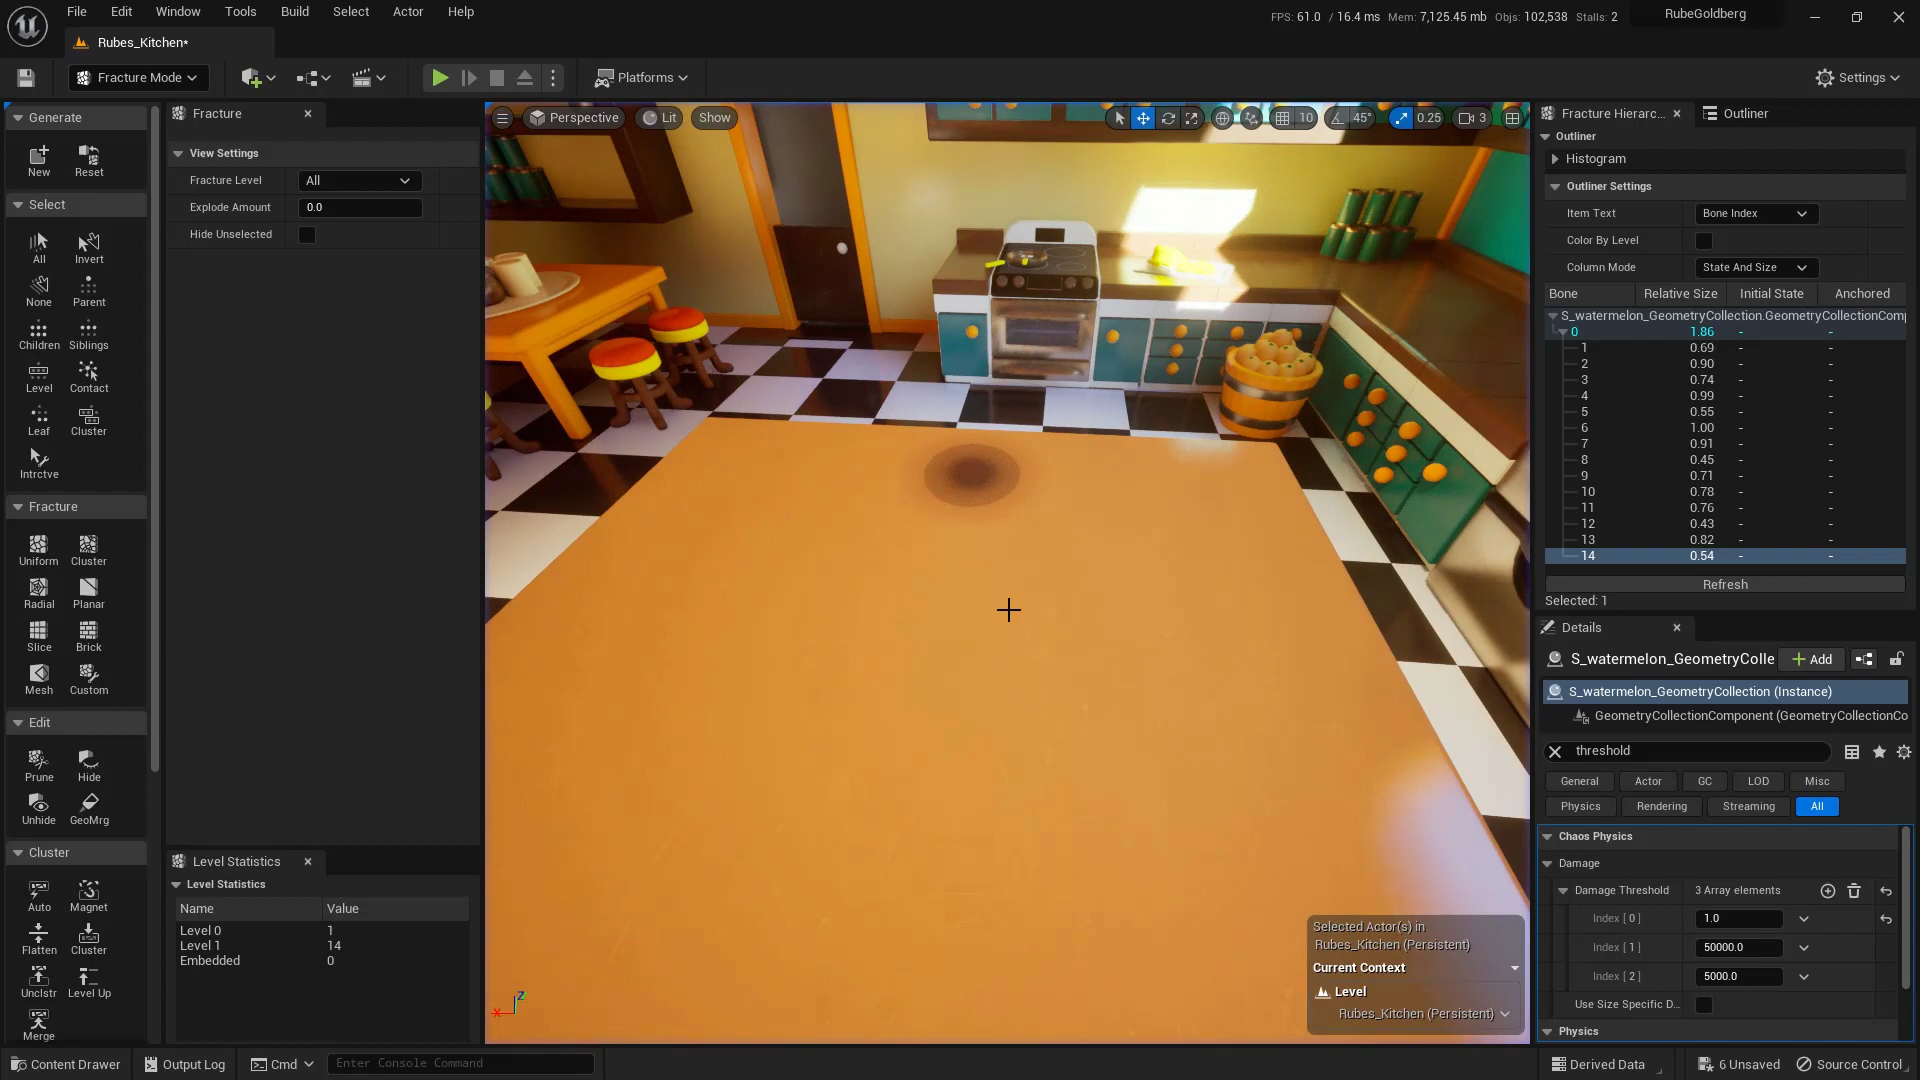 File Edit Window Tools Build Select Actor Help
FPS: 61.0 / 16.4 ms Mem: 7,125.45 mb Objs: 102,538 Stalls: 2
RubeGoldberg
Rubes_Kitchen*
Fracture Mode
Platforms
Settings
Generate
New Reset
Select
All Invert
None Parent
Children Siblings
Level Contact
Leaf Cluster
Intrctve
Fracture
Uniform Cluster
Radial Planar
Slice Brick
Mesh Custom
Edit
Prune Hide
Unhide GeoMrg
Cluster
Auto Magnet
Flatten Cluster
Unclstr Level Up
Merge
Fracture
View Settings
Fracture Level All
Explode Amount 0.0
Hide Unselected
Level Statistics
Level Statistics
Name Value
Level 0 1
Level 1 14
Embedded 0
Perspective Lit Show
10 45° 0.25 3
X Z
Selected Actor(s) in
Rubes_Kitchen (Persistent)
Current Context
Level
Rubes_Kitchen (Persistent)
Fracture Hierarc... Outliner
Outliner
Histogram
Outliner Settings
Item Text Bone Index
Color By Level
Column Mode State And Size
Bone Relative Size Initial State Anchored
S_watermelon_GeometryCollection.GeometryCollectionComp
0 1.86 - -
1 0.69 - -
2 0.90 - -
3 0.74 - -
4 0.99 - -
5 0.55 - -
6 1.00 - -
7 0.91 - -
8 0.45 - -
9 0.71 - -
10 0.78 - -
11 0.76 - -
12 0.43 - -
13 0.82 - -
14 0.54 - -
Refresh
Selected: 1
Details
S_watermelon_GeometryColle Add
S_watermelon_GeometryCollection (Instance)
GeometryCollectionComponent (GeometryCollectionCo
threshold
General Actor GC LOD Misc
Physics Rendering Streaming All
Chaos Physics
Damage
Damage Threshold 3 Array elements
Index [ 0 ] 1.0
Index [ 1 ] 50000.0
Index [ 2 ] 5000.0
Use Size Specific D...
Physics
Content Drawer Output Log Cmd Enter Console Command
Derived Data 6 Unsaved Source Control